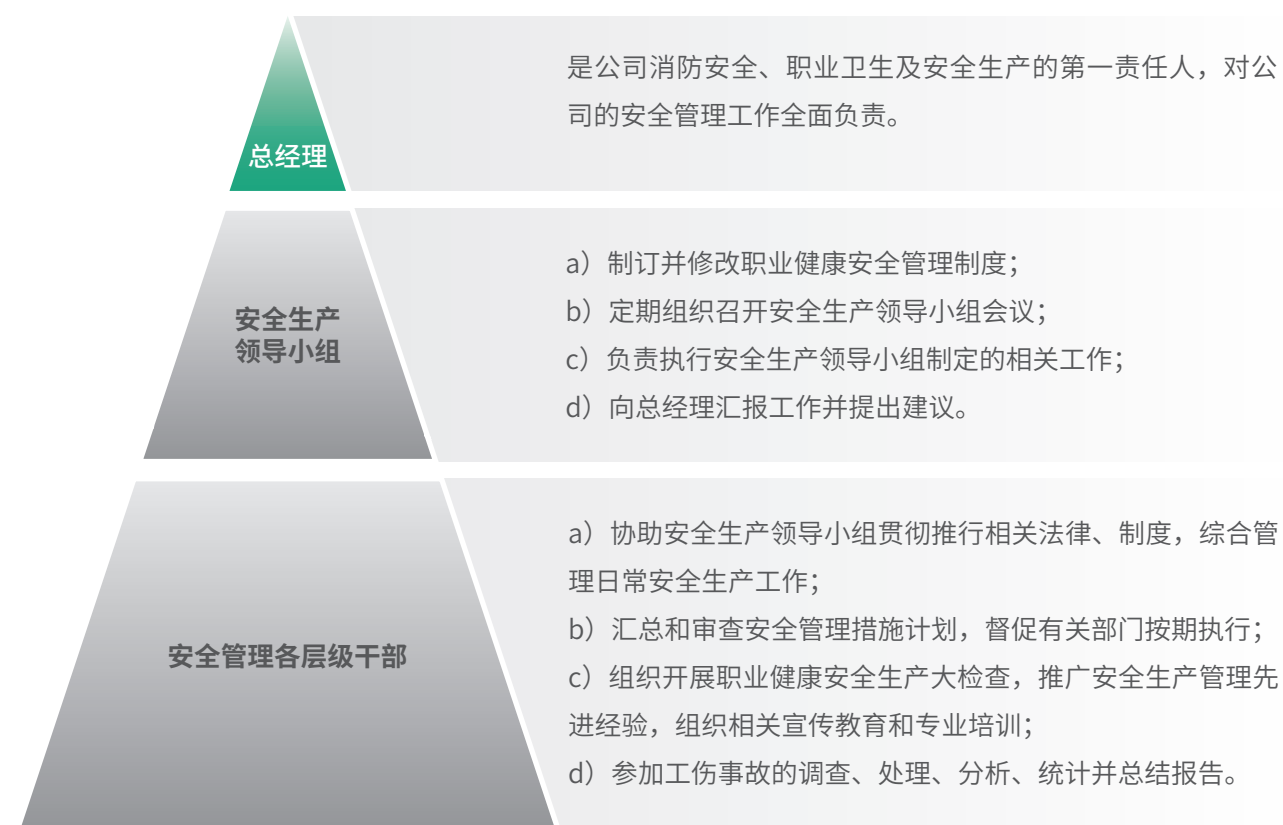 总经理
是公司消防安全、职业卫生及安全生产的第一责任人，对公
司的安全管理工作全面负责。
安全生产
领导小组
a）制订并修改职业健康安全管理制度；
b）定期组织召开安全生产领导小组会议；
c）负责执行安全生产领导小组制定的相关工作；
d）向总经理汇报工作并提出建议。
安全管理各层级干部
a）协助安全生产领导小组贯彻推行相关法律、制度，综合管
理日常安全生产工作；
b）汇总和审查安全管理措施计划，督促有关部门按期执行；
c）组织开展职业健康安全生产大检查，推广安全生产管理先
进经验，组织相关宣传教育和专业培训；
d）参加工伤事故的调查、处理、分析、统计并总结报告。